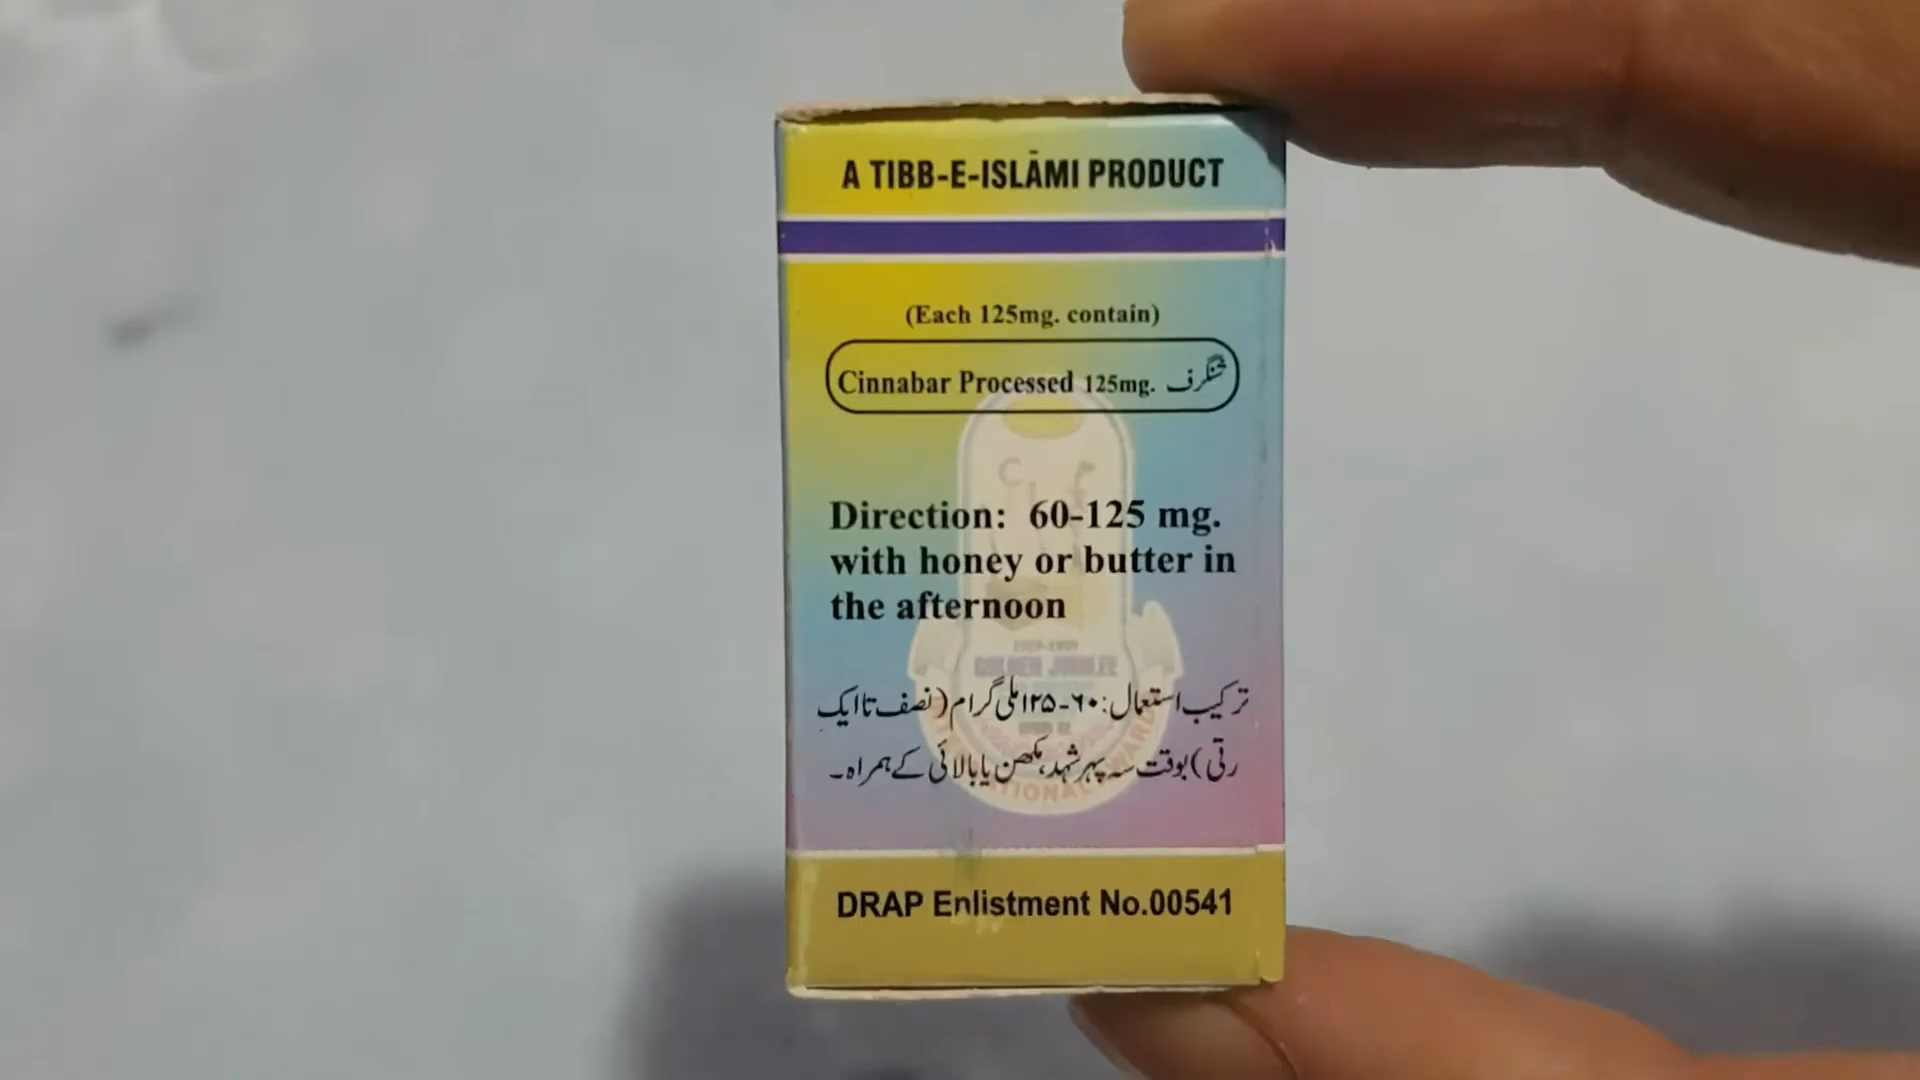 A TIBB-E-ISLĀMI PRODUCT
(Each 125mg. contain)
Cinnabar Processed 125mg. شنگرف
Direction: 60-125 mg.
with honey or butter in
the afternoon
ترکیب استعمال: ۶۰-۱۲۵ ملی گرام (نصف تا ایک
رتی) بوقت سہ پہر شہد، مکھن یا بالائی کے ہمراہ۔
GOLDEN JUBILEE
DRAP Enlistment No.00541